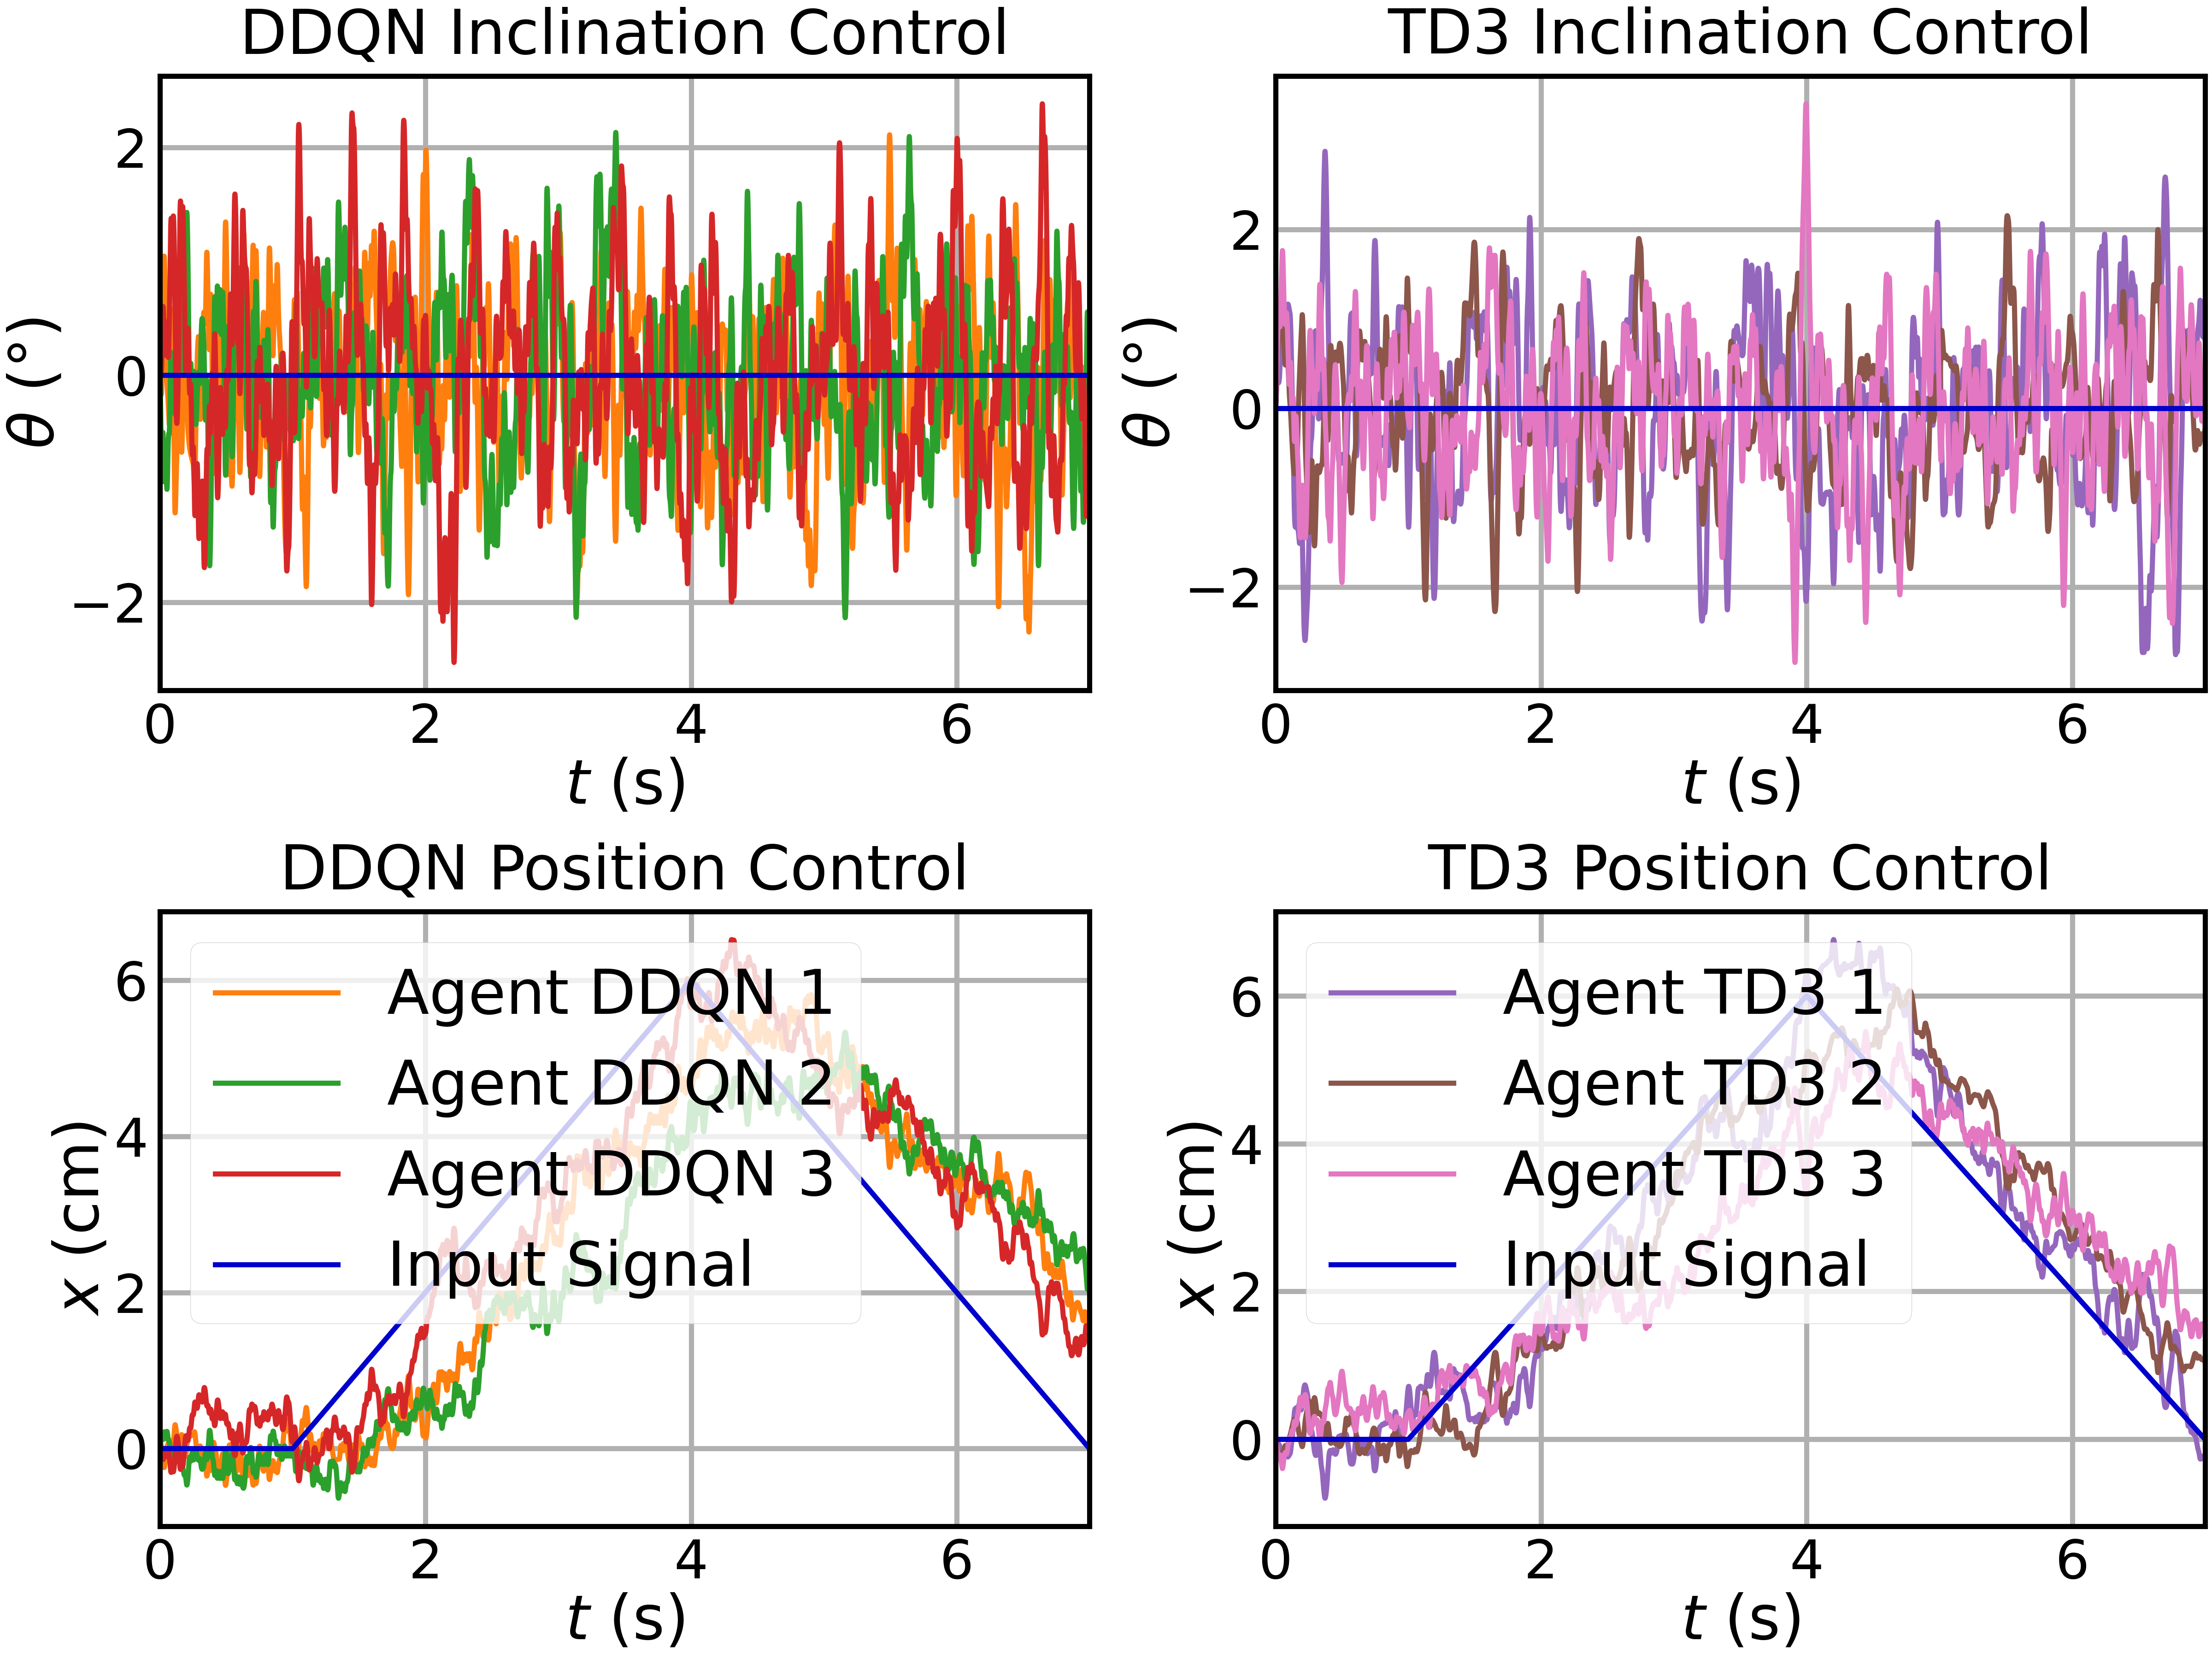 DDQN Inclination Control
θ (°)
2
0
−2
0 2 4 6
t (s)
TD3 Inclination Control
θ (°)
2
0
−2
0 2 4 6
t (s)
DDQN Position Control
x (cm)
6
4
2
0
Agent DDQN 1
Agent DDQN 2
Agent DDQN 3
Input Signal
0 2 4 6
t (s)
TD3 Position Control
x (cm)
6
4
2
0
Agent TD3 1
Agent TD3 2
Agent TD3 3
Input Signal
0 2 4 6
t (s)